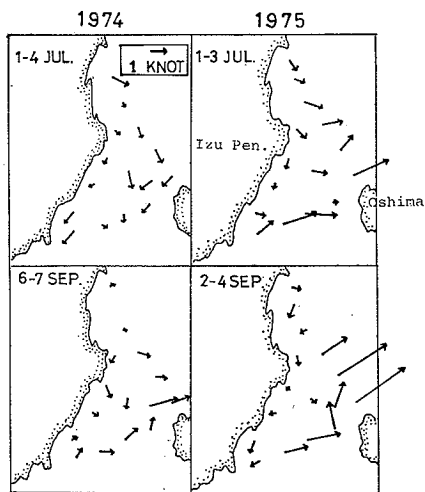 1974
1975
1-4 JUL.
1 KNOT
1-3 JUL.
Izu Pen.
Oshima
6-7 SEP.
2-4 SEP.